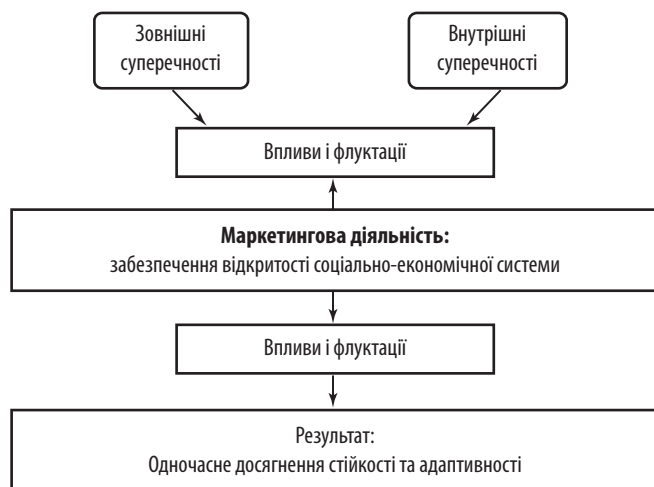 Зовнішні
суперечності
Внутрішні
суперечності
Впливи і флуктації
Маркетингова діяльність:
забезпечення відкритості соціально-економічної системи
Впливи і флуктації
Результат:
Одночасне досягнення стійкості та адаптивності